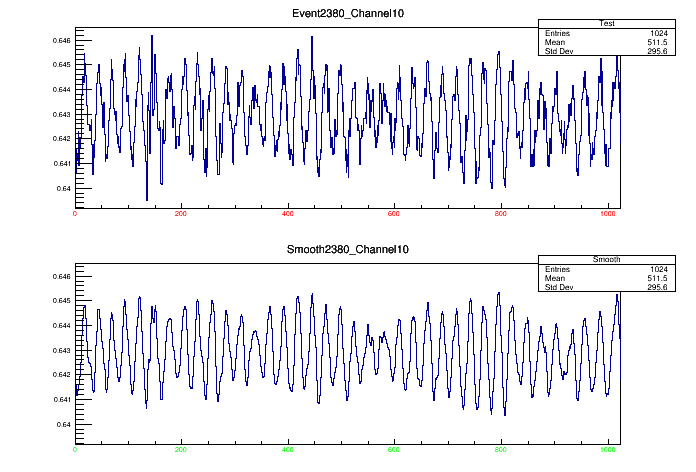 Event2380_Channel10
Test
Entries 1024
Mean 511.5
Std Dev 295.6
0.646
0.645
0.644
0.643
0.642
0.641
0.64
0 200 400 600 800 1000
Smooth2380_Channel10
Smooth
Entries 1024
Mean 511.5
Std Dev 295.6
0.646
0.645
0.644
0.643
0.642
0.641
0.64
0 200 400 600 800 1000